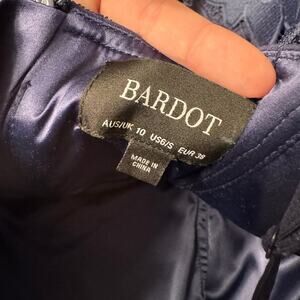 BARDOT
AUS/UK 10 US6/S EUR 38
MADE IN
CHINA